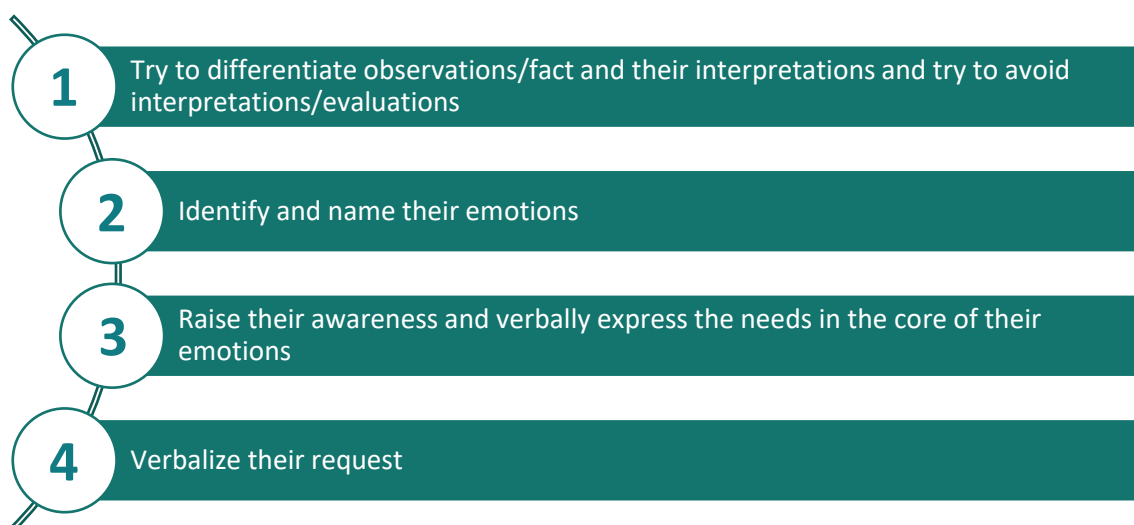 1
Try to differentiate observations/fact and their interpretations and try to avoid
interpretations/evaluations
2
Identify and name their emotions
3
Raise their awareness and verbally express the needs in the core of their
emotions
4
Verbalize their request